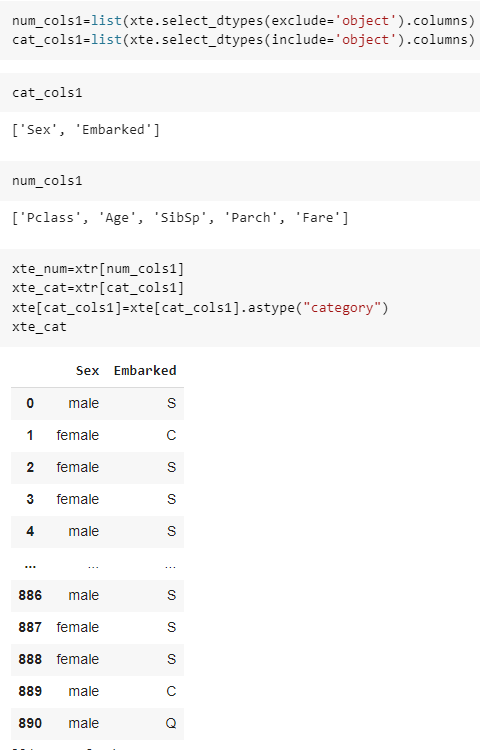 num_cols1=list(xte.select_dtypes(exclude='object').columns)
cat_cols1=list(xte.select_dtypes(include='object').columns)
cat_cols1
['Sex', 'Embarked']
num_cols1
['Pclass', 'Age', 'SibSp', 'Parch', 'Fare']
xte_num=xtr[num_cols1]
xte_cat=xtr[cat_cols1]
xte[cat_cols1]=xte[cat_cols1].astype("category")
xte_cat
Sex Embarked
0 male S
1 female C
2 female S
3 female S
4 male S
... ... ...
886 male S
887 female S
888 female S
889 male C
890 male Q